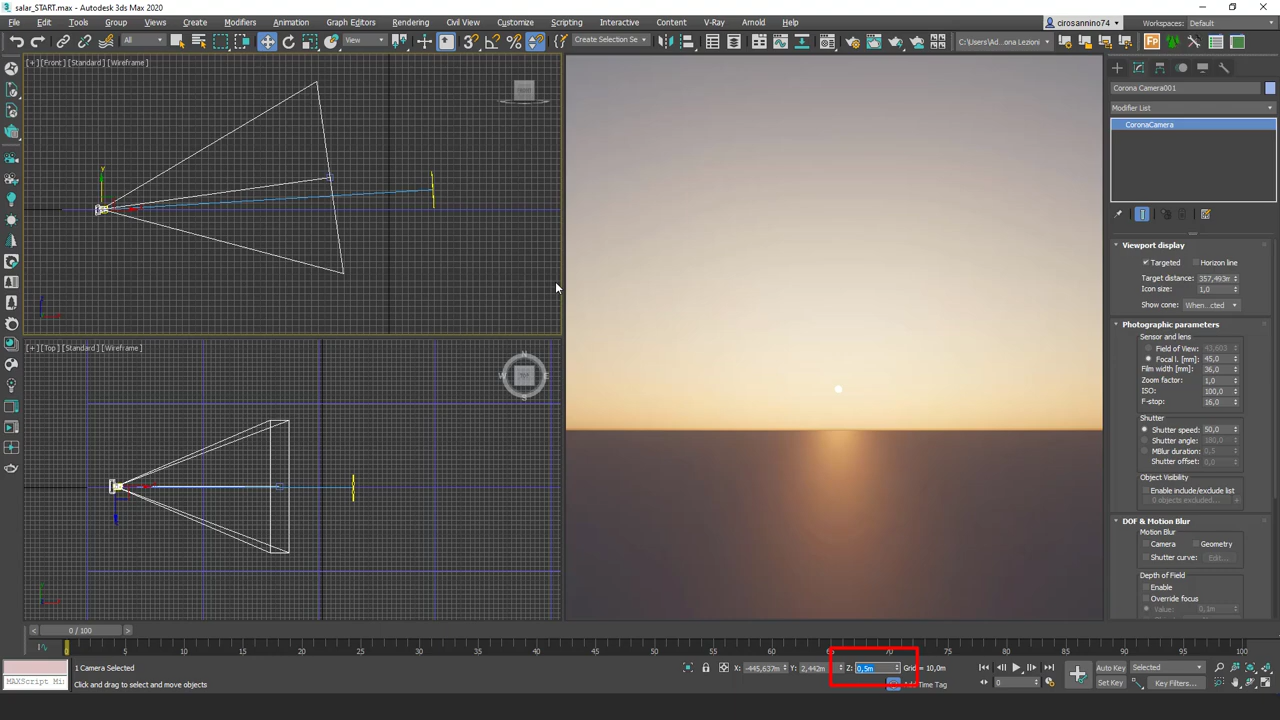 salar_START.max - Autodesk 3ds Max 2020
File Edit Tools Group Views Create Modifiers Animation Graph Editors Rendering Civil View Customize Scripting Interactive Content V-Ray Arnold Help
cirosannino74 Workspaces: Default
All View Create Selection Se
[+] [Front] [Standard] [Wireframe]
FRONT
Corona Camera001
Modifier List
CoronaCamera
Viewport display
Targeted Horizon line
Target distance: 357,493m
Icon size: 1,0
Show cone: When...cted
Photographic parameters
Sensor and lens
Field of View: 43,603
Focal l. [mm] 45,0
Film width [mm] 36,0
Zoom factor: 1,0
ISO: 100,0
F-stop: 16,0
Shutter
Shutter speed: 50,0
Shutter angle: 180,0
MBlur duration: 0,5
Shutter offset: 0,0
Object Visibility
Enable include/exclude list
0 objects excluded...
DOF & Motion Blur
Motion Blur
Camera Geometry
Shutter curve: Edit...
Depth of Field
Enable
Override focus
Value: 0,1m
[+] [Top] [Standard] [Wireframe]
N
W TOP E
S
0 / 100
0 5 10 15 20 25 30 35 40 45 50 55 60 65 70 75 80 85 90 95 100
1 Camera Selected
X: -445,637m Y: 2,442m Z: 0,5m Grid = 10,0m
Auto Key Selected
MAXScript Mi
Click and drag to select and move objects
Add Time Tag
0
Set Key Key Filters...